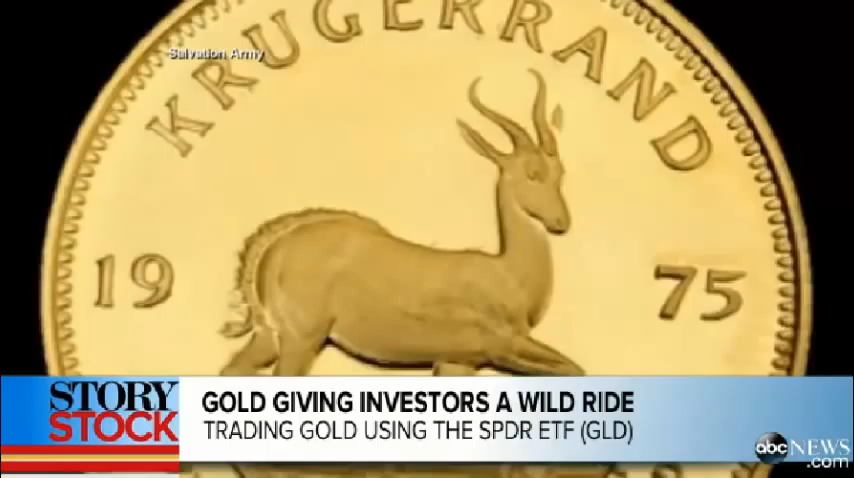 KRUGERRAND
Salvation Army
19 75
STORY
STOCK
GOLD GIVING INVESTORS A WILD RIDE
TRADING GOLD USING THE SPDR ETF (GLD)
abc NEWS
.com